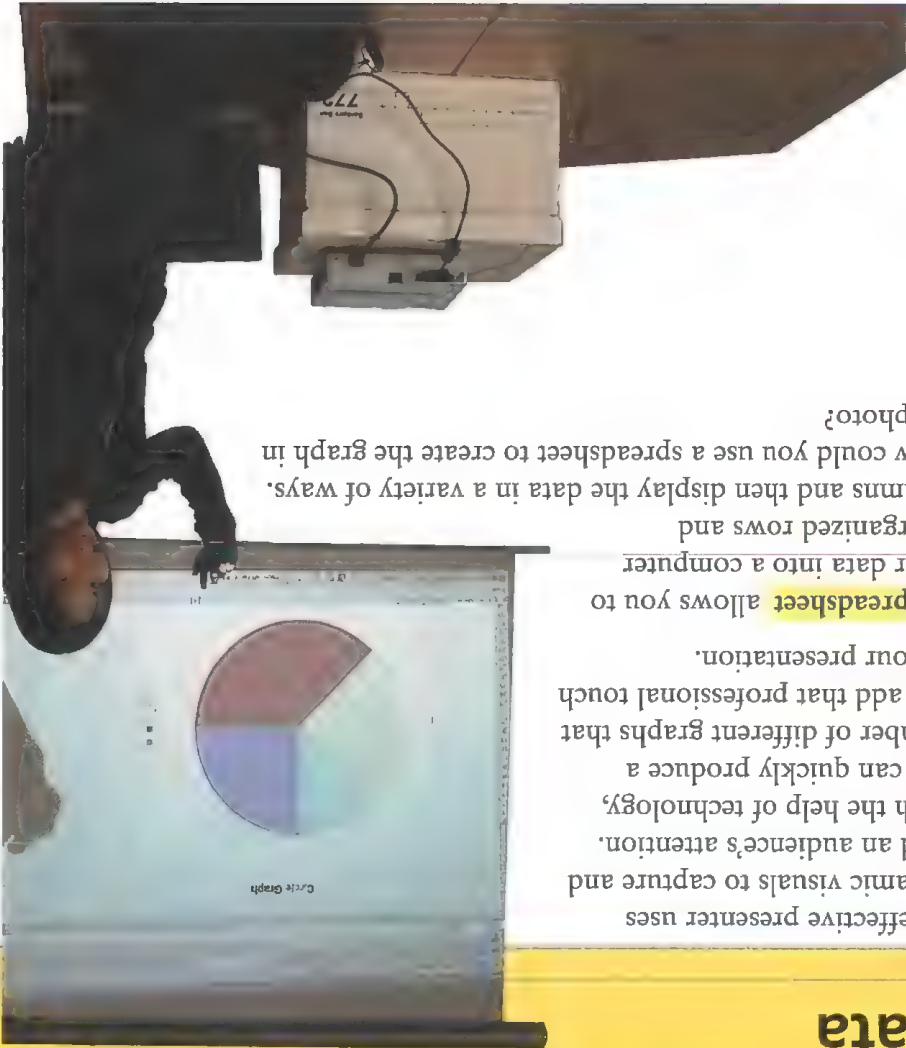 ata
effective presenter uses
amic visuals to capture and
d an audience's attention.
h the help of technology,
can quickly produce a
ber of different graphs that
add that professional touch
our presentation.
preadsheet allows you to
r data into a computer
rganized rows and
umns and then display the data in a variety of ways.
w could you use a spreadsheet to create the graph in
photo?
Circle Graph
772